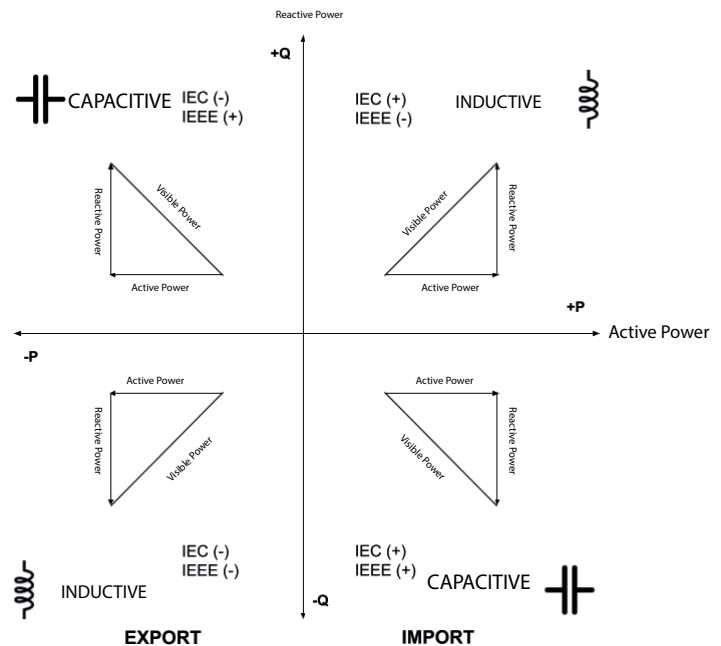 Reactive Power
+Q
CAPACITIVE
IEC (-)
IEEE (+)
IEC (+)
IEEE (-)
INDUCTIVE
Reactive Power
Visible Power
Active Power
Visible Power
Reactive Power
Active Power
+P
Active Power
-P
Active Power
Reactive Power
Visible Power
Active Power
Visible Power
Reactive Power
IEC (-)
IEEE (-)
INDUCTIVE
IEC (+)
IEEE (+)
CAPACITIVE
-Q
EXPORT
IMPORT